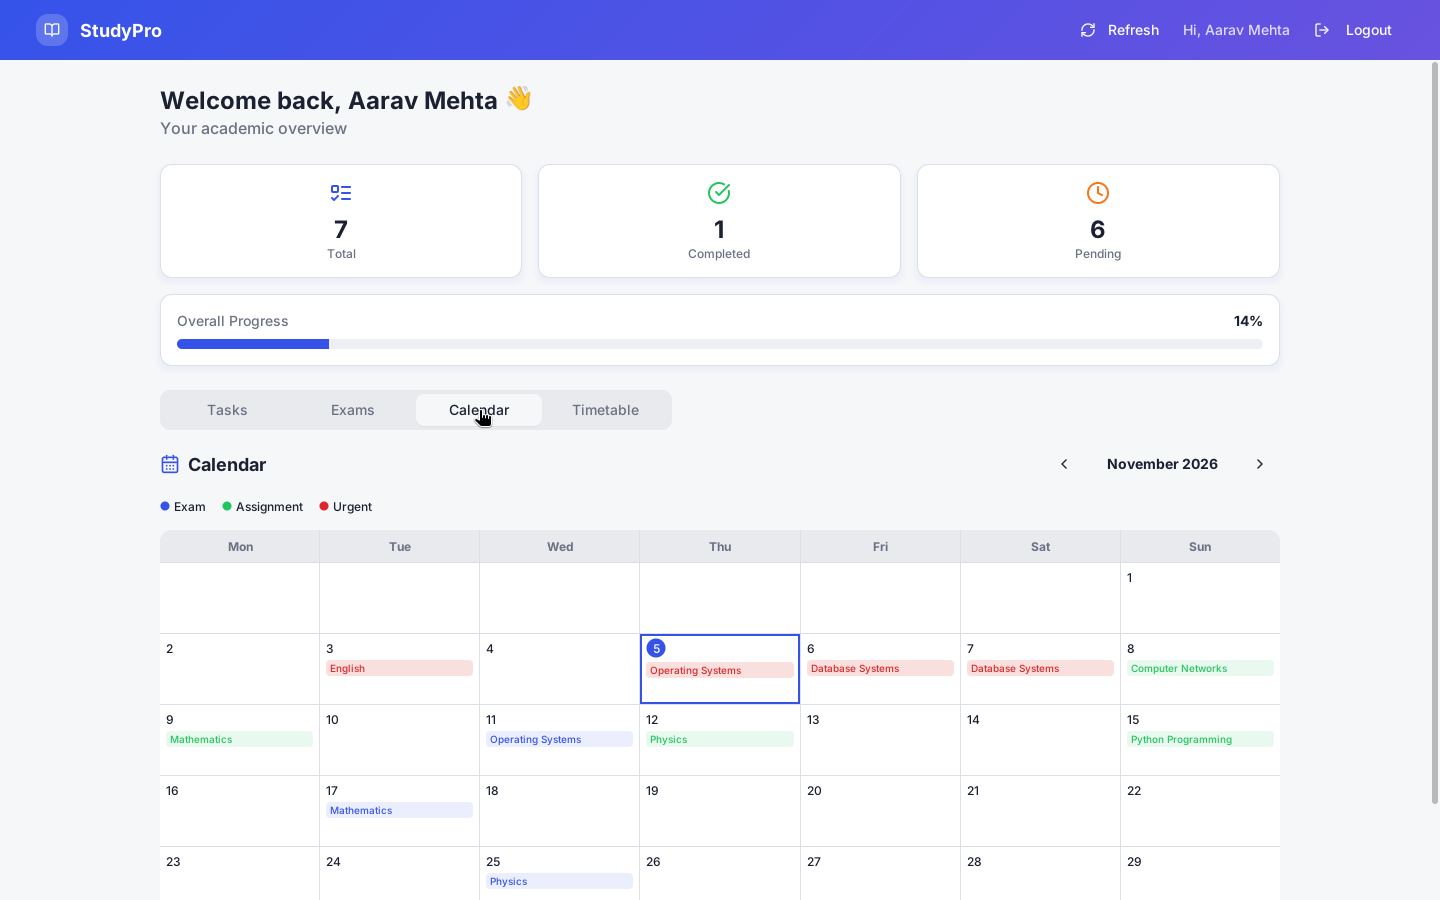 StudyPro
Refresh Hi, Aarav Mehta Logout
Welcome back, Aarav Mehta 👋
Your academic overview
7
Total
1
Completed
6
Pending
Overall Progress 14%
Tasks Exams Calendar Timetable
Calendar
November 2026
Exam Assignment Urgent
Mon Tue Wed Thu Fri Sat Sun
1
2 3 4 5 6 7 8
English Operating Systems Database Systems Database Systems Computer Networks
9 10 11 12 13 14 15
Mathematics Operating Systems Physics Python Programming
16 17 18 19 20 21 22
Mathematics
23 24 25 26 27 28 29
Physics